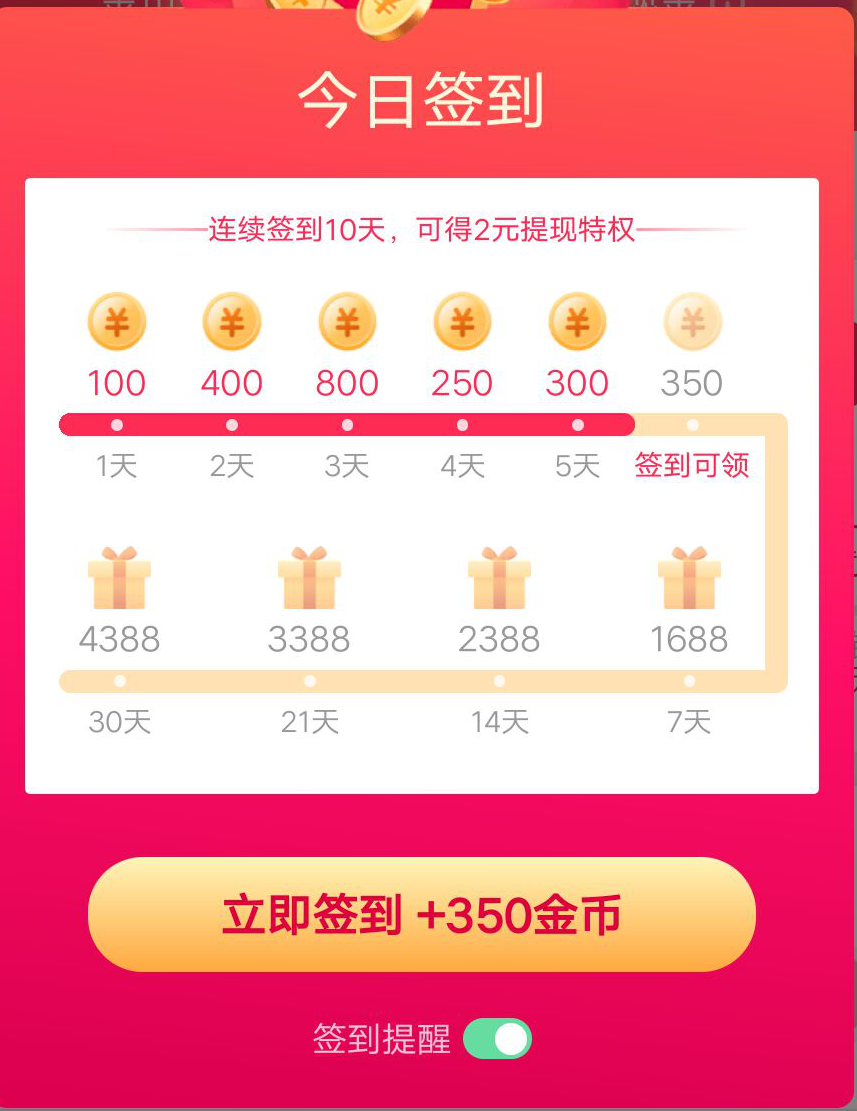 今日签到
连续签到10天，可得2元提现特权
¥ ¥ ¥ ¥ ¥ ¥
100 400 800 250 300 350
1天 2天 3天 4天 5天 签到可领
4388 3388 2388 1688
30天 21天 14天 7天
立即签到 +350金币
签到提醒